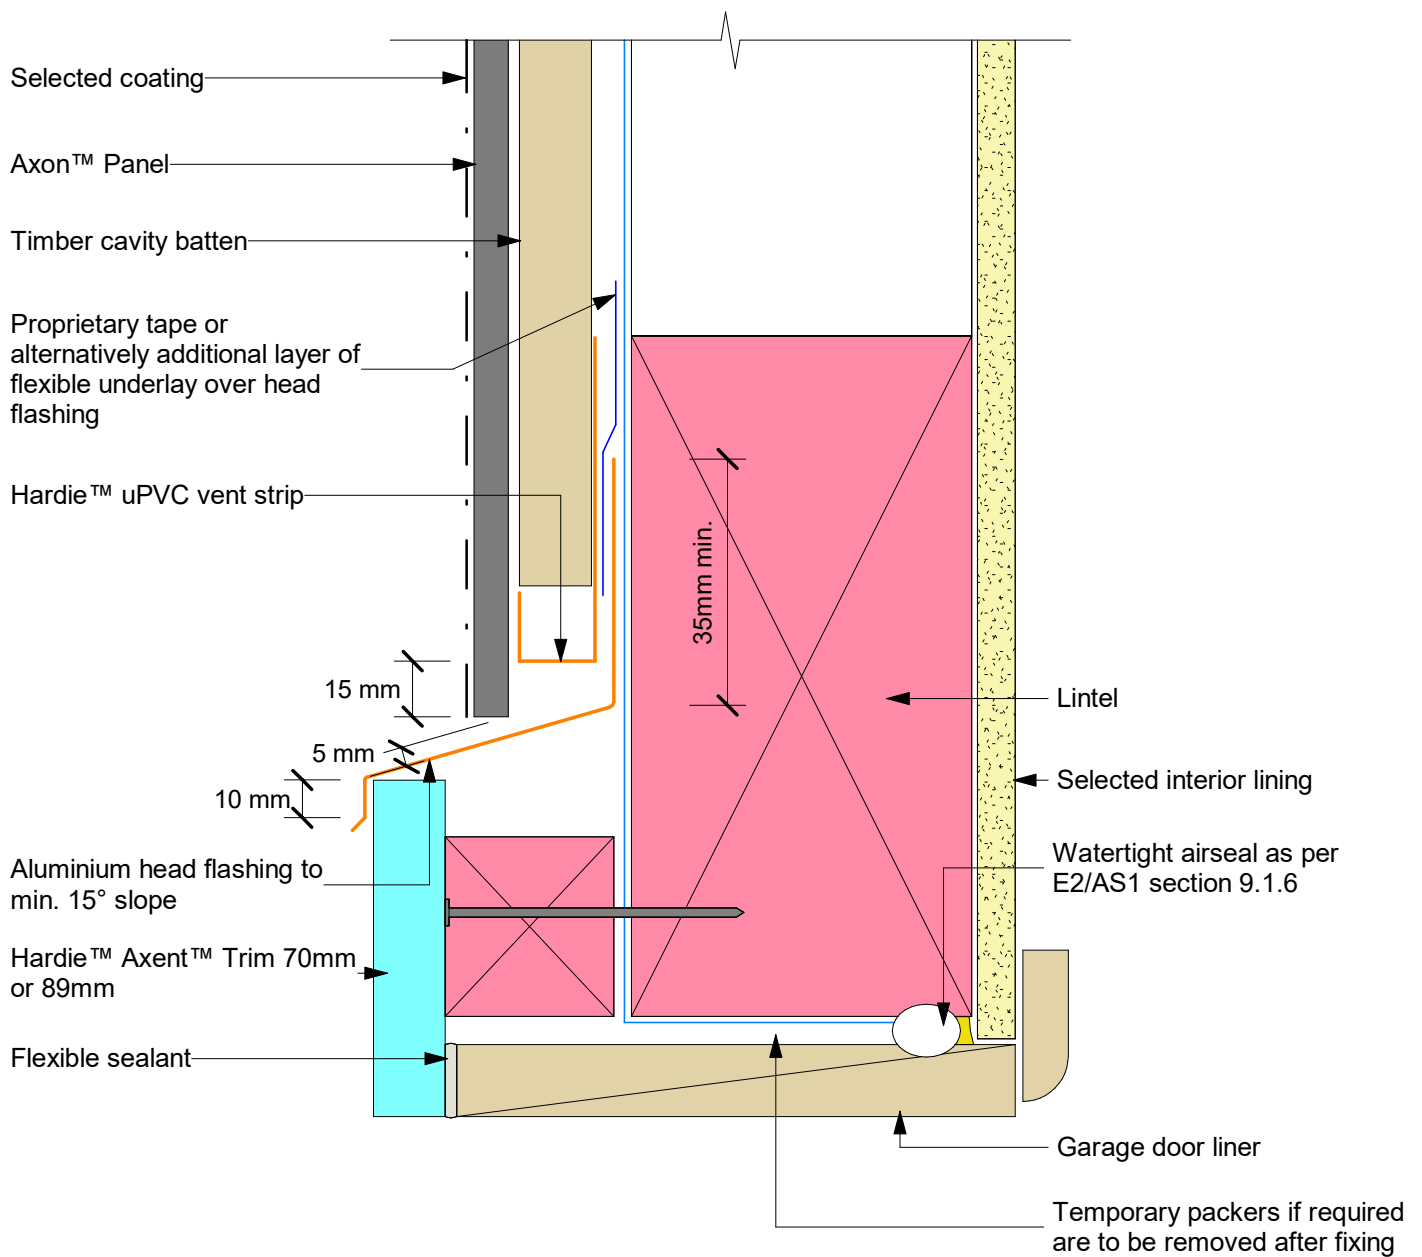 Selected coating
Axon™ Panel
Timber cavity batten
Proprietary tape or
alternatively additional layer of
flexible underlay over head
flashing
Hardie™ uPVC vent strip
35mm min.
15 mm
5 mm
10 mm
Lintel
Selected interior lining
Watertight airseal as per
E2/AS1 section 9.1.6
Aluminium head flashing to
min. 15° slope
Hardie™ Axent™ Trim 70mm
or 89mm
Flexible sealant
Garage door liner
Temporary packers if required
are to be removed after fixing